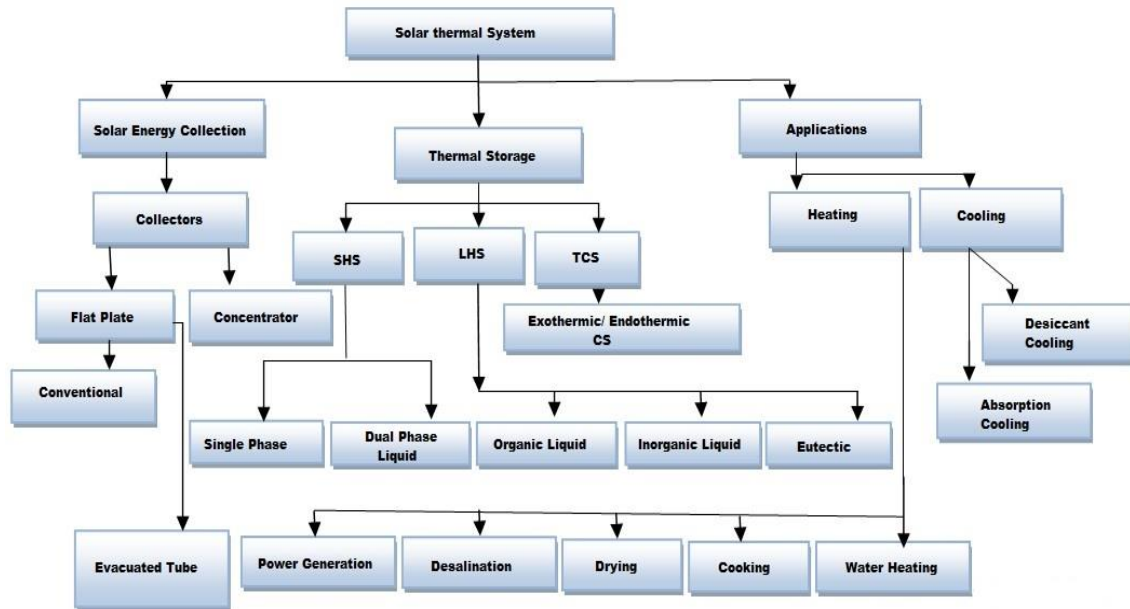 Solar thermal System
Solar Energy Collection
Thermal Storage
Applications
Collectors
Heating
Cooling
SHS
LHS
TCS
Flat Plate
Concentrator
Exothermic/ Endothermic
CS
Desiccant
Cooling
Conventional
Absorption
Cooling
Single Phase
Dual Phase
Liquid
Organic Liquid
Inorganic Liquid
Eutectic
Evacuated Tube
Power Generation
Desalination
Drying
Cooking
Water Heating